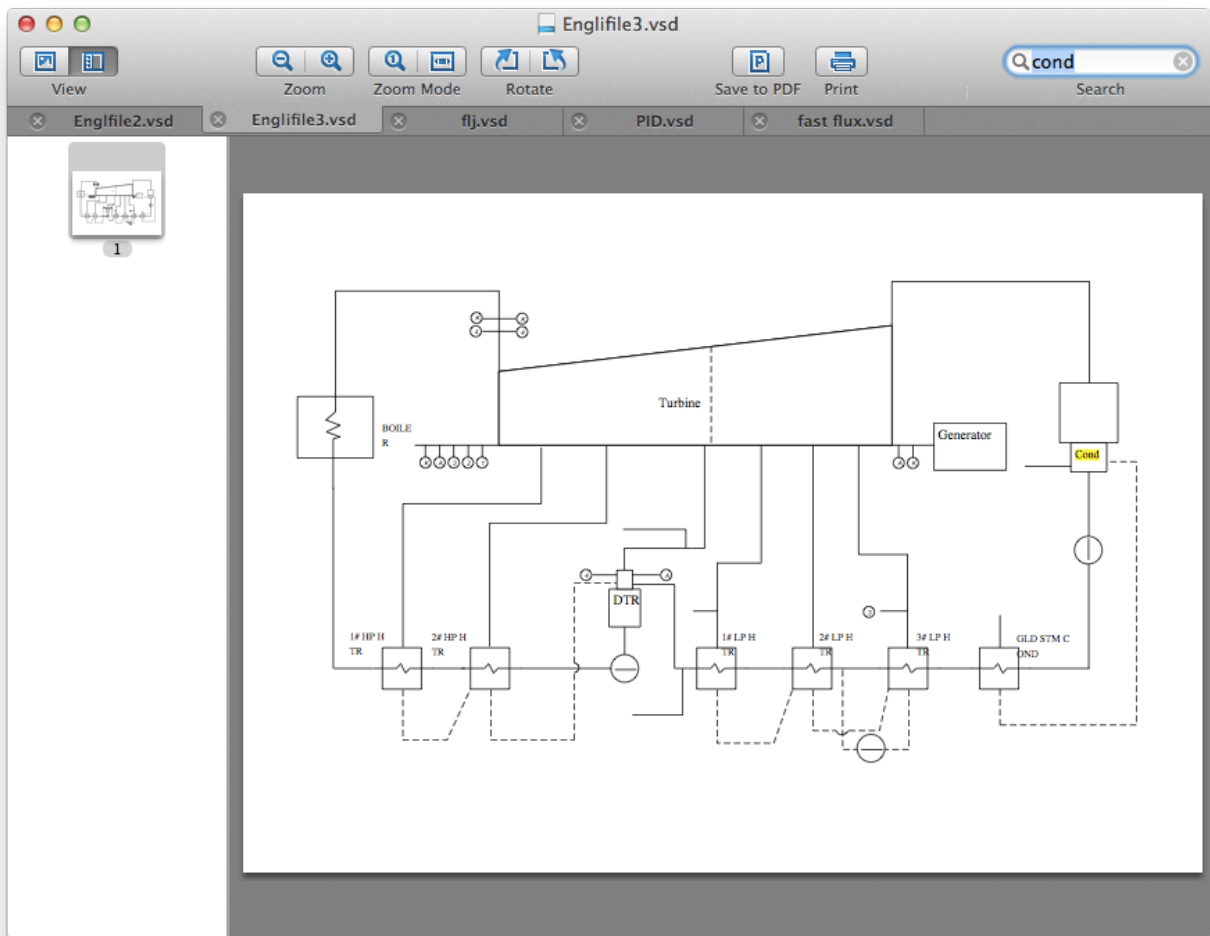 Englifile3.vsd
cond
View
Zoom
Zoom Mode
Rotate
Save to PDF
Print
Search
Englfile2.vsd
Englifile3.vsd
flj.vsd
PID.vsd
fast flux.vsd
1
Turbine
BOILE
R
Generator
Cond
DTR
1# HP H
TR
2# HP H
TR
1# LP H
TR
2# LP H
TR
3# LP H
TR
GLD STM C
OND